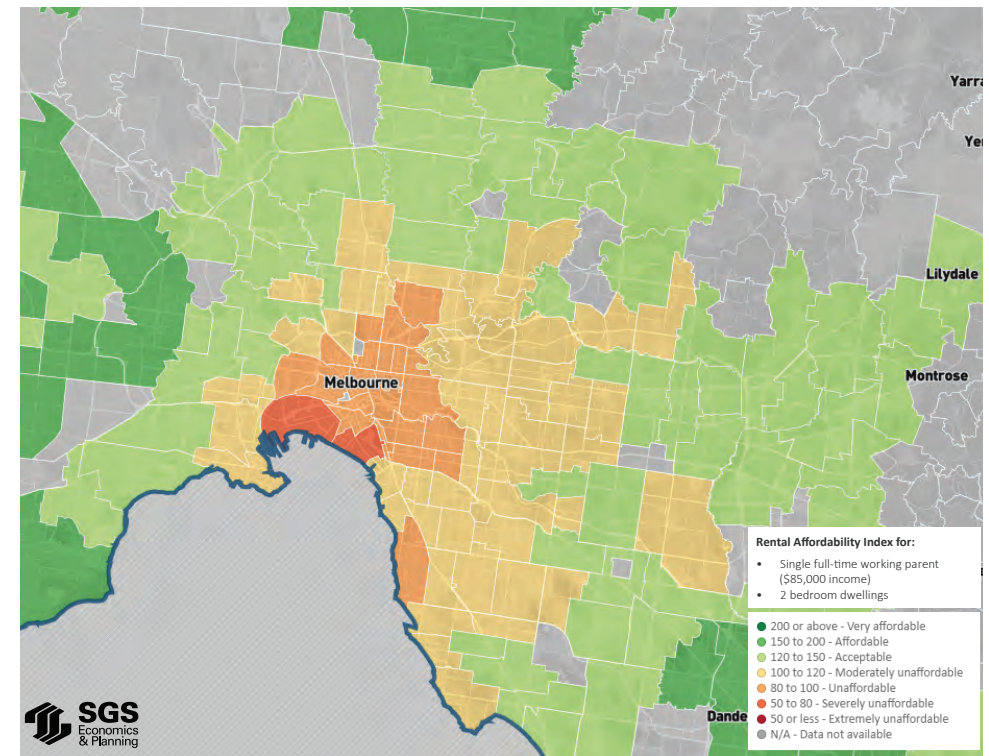 Yarra
Ye
Lilydale
Melbourne
Montrose
Rental Affordability Index for:
• Single full-time working parent
($85,000 income)
• 2 bedroom dwellings
200 or above - Very affordable
150 to 200 - Affordable
120 to 150 - Acceptable
100 to 120 - Moderately unaffordable
80 to 100 - Unaffordable
50 to 80 - Severely unaffordable
50 or less - Extremely unaffordable
N/A - Data not available
Dande
SGS
Economics
& Planning